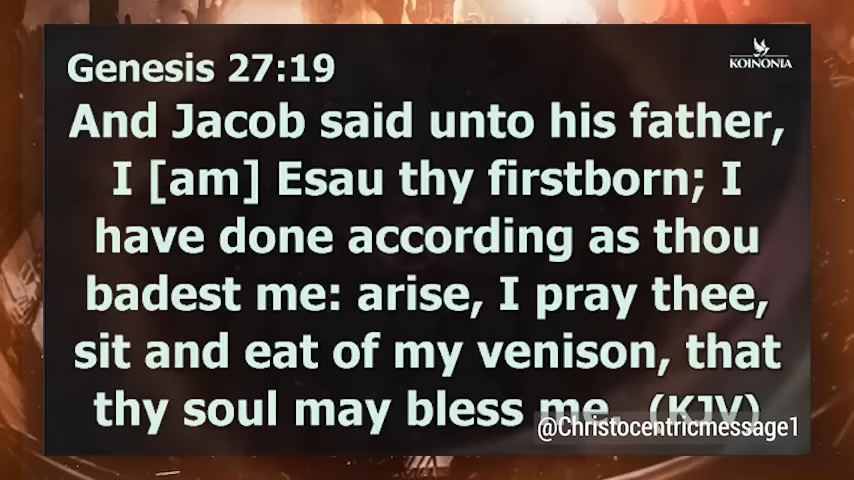 Genesis 27:19
KOINONIA
And Jacob said unto his father,
I [am] Esau thy firstborn; I
have done according as thou
badest me: arise, I pray thee,
sit and eat of my venison, that
thy soul may bless me. (KJV)
@Christocentricmessage1